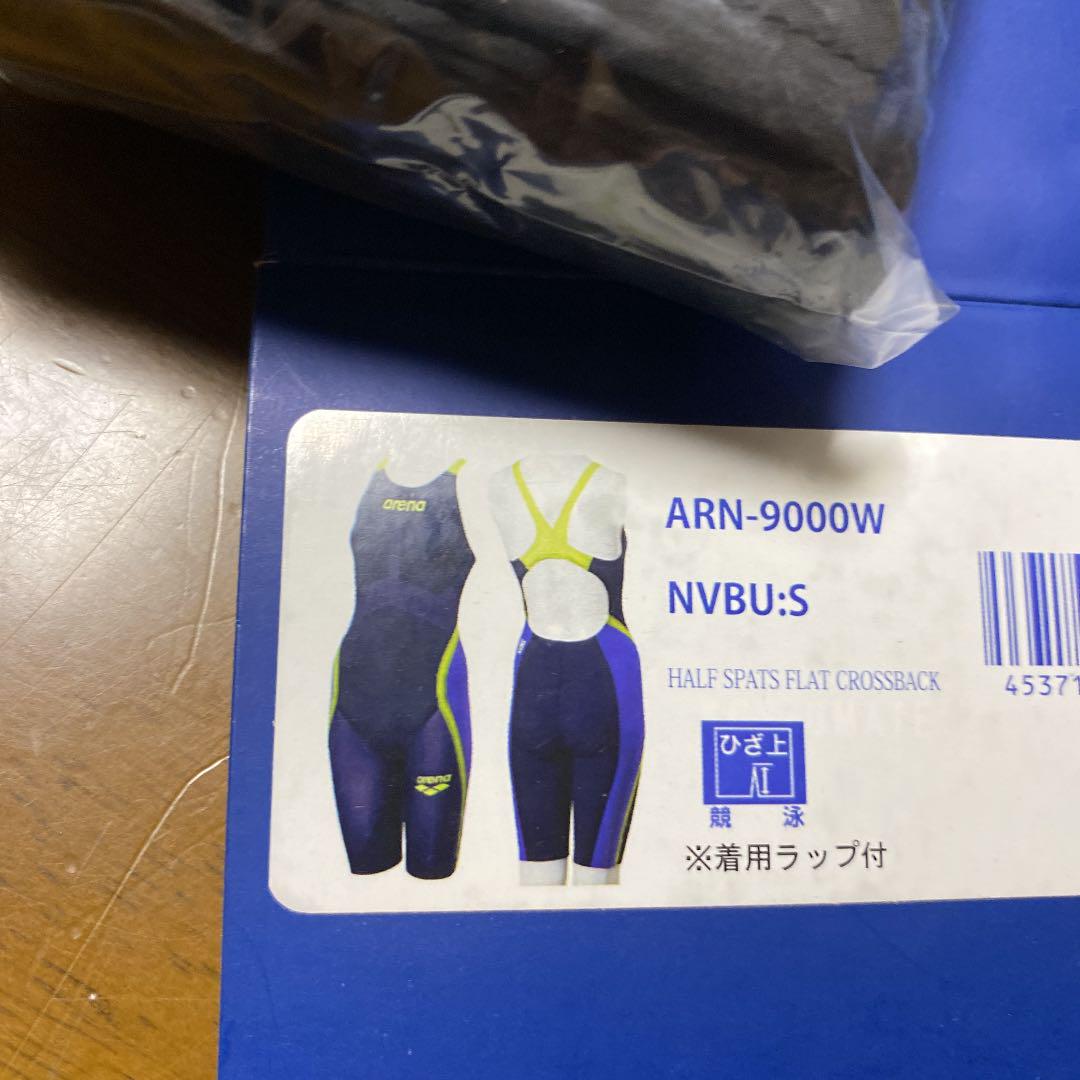 arena
arena
ARN-9000W
NVBU:S
HALF SPATS FLAT CROSSBACK
45371
ひざ上
競 泳
※着用ラップ付